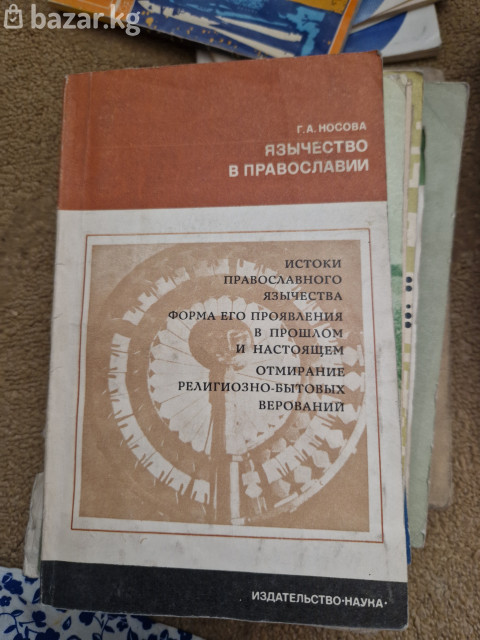 bazar.kg
Г. А. НОСОВА
ЯЗЫЧЕСТВО
В ПРАВОСЛАВИИ
ИСТОКИ
ПРАВОСЛАВНОГО
ЯЗЫЧЕСТВА
ФОРМА ЕГО ПРОЯВЛЕНИЯ
В ПРОШЛОМ
И НАСТОЯЩЕМ
ОТМИРАНИЕ
РЕЛИГИОЗНО-БЫТОВЫХ
ВЕРОВАНИЙ
ИЗДАТЕЛЬСТВО·НАУКА·